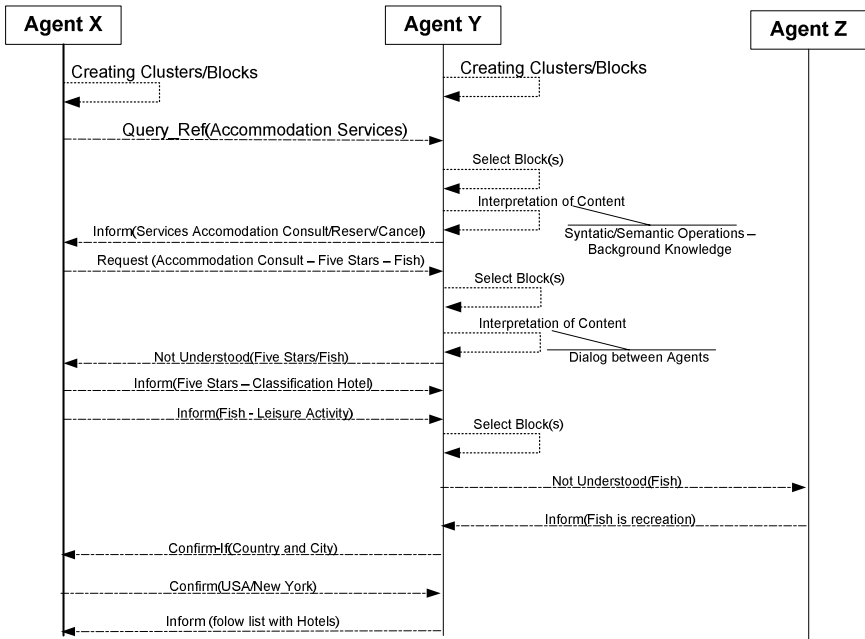 Agent X
Agent Y
Agent Z
Creating Clusters/Blocks
Creating Clusters/Blocks
Query_Ref(Accommodation Services)
Select Block(s)
Interpretation of Content
Inform(Services Accomodation Consult/Reserv/Cancel)
Syntatic/Semantic Operations –
Background Knowledge
Request (Accommodation Consult – Five Stars – Fish)
Select Block(s)
Interpretation of Content
Not Understood(Five Stars/Fish)
Dialog between Agents
Inform(Five Stars – Classification Hotel)
Inform(Fish - Leisure Activity)
Select Block(s)
Not Understood(Fish)
Inform(Fish is recreation)
Confirm-If(Country and City)
Confirm(USA/New York)
Inform (folow list with Hotels)